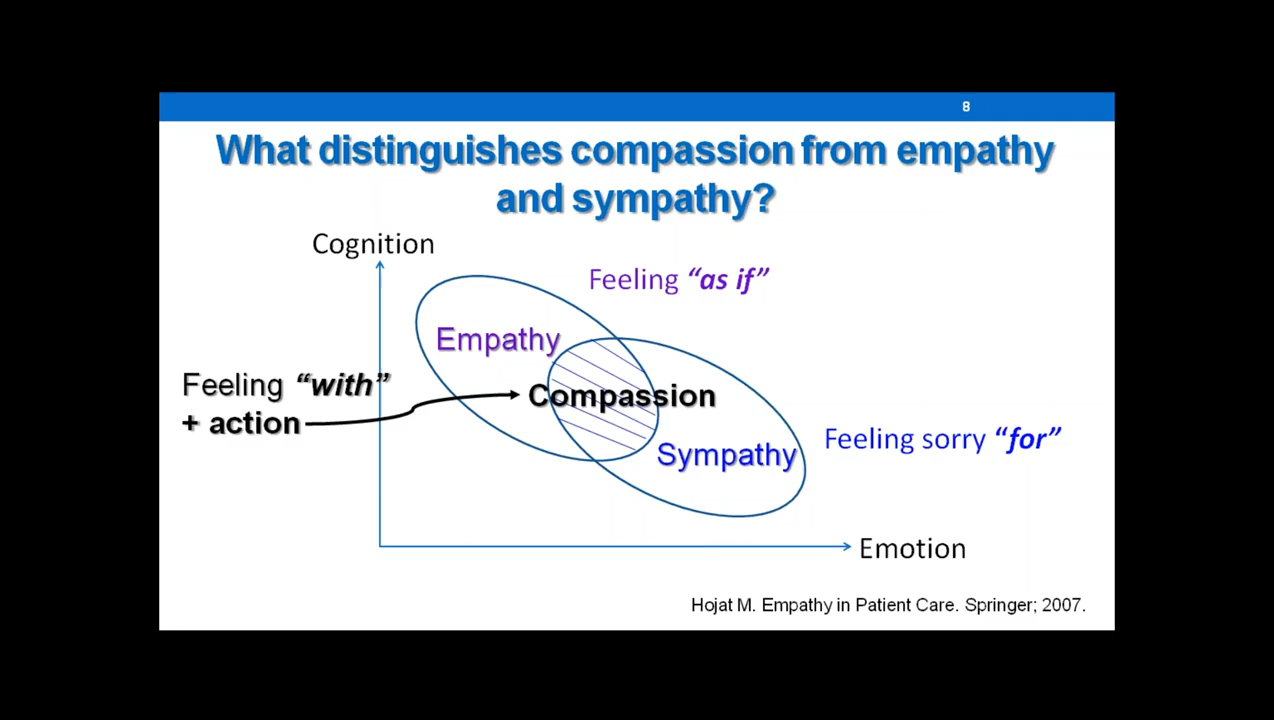 8
What distinguishes compassion from empathy
and sympathy?
Cognition
Feeling “as if”
Empathy
Feeling “with”
+ action
Compassion
Sympathy
Feeling sorry “for”
Emotion
Hojat M. Empathy in Patient Care. Springer; 2007.